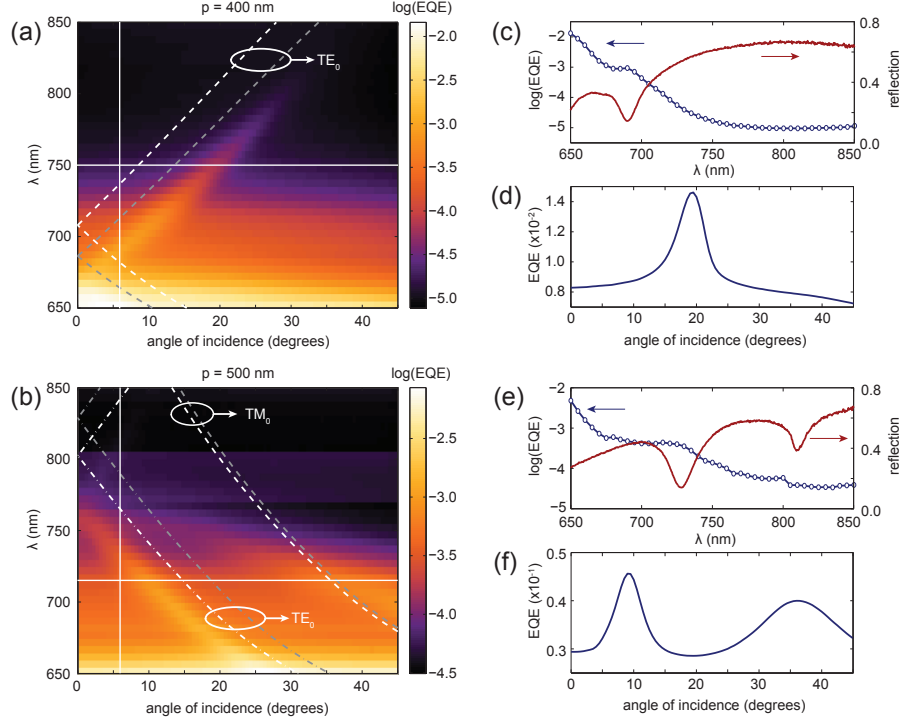 p = 400 nm
log(EQE)
(a)
850
800
750
700
650
λ (nm)
TE0
0
10
20
30
40
angle of incidence (degrees)
−2.0
−2.5
−3.0
−3.5
−4.0
−4.5
−5.0
(c)
−2
−3
−4
−5
log(EQE)
0.8
0.4
0.0
reflection
650
700
750
800
850
λ (nm)
(d)
1.4
1.2
1.0
0.8
EQE (x10⁻²)
0
10
20
30
40
angle of incidence (degrees)
p = 500 nm
log(EQE)
(b)
850
800
750
700
650
λ (nm)
TM0
TE0
0
10
20
30
40
angle of incidence (degrees)
−2.5
−3.0
−3.5
−4.0
−4.5
(e)
−2
−3
−4
−5
log(EQE)
0.8
0.4
0.0
reflection
650
700
750
800
850
λ (nm)
(f)
0.5
0.4
0.3
EQE (x10⁻¹)
0
10
20
30
40
angle of incidence (degrees)